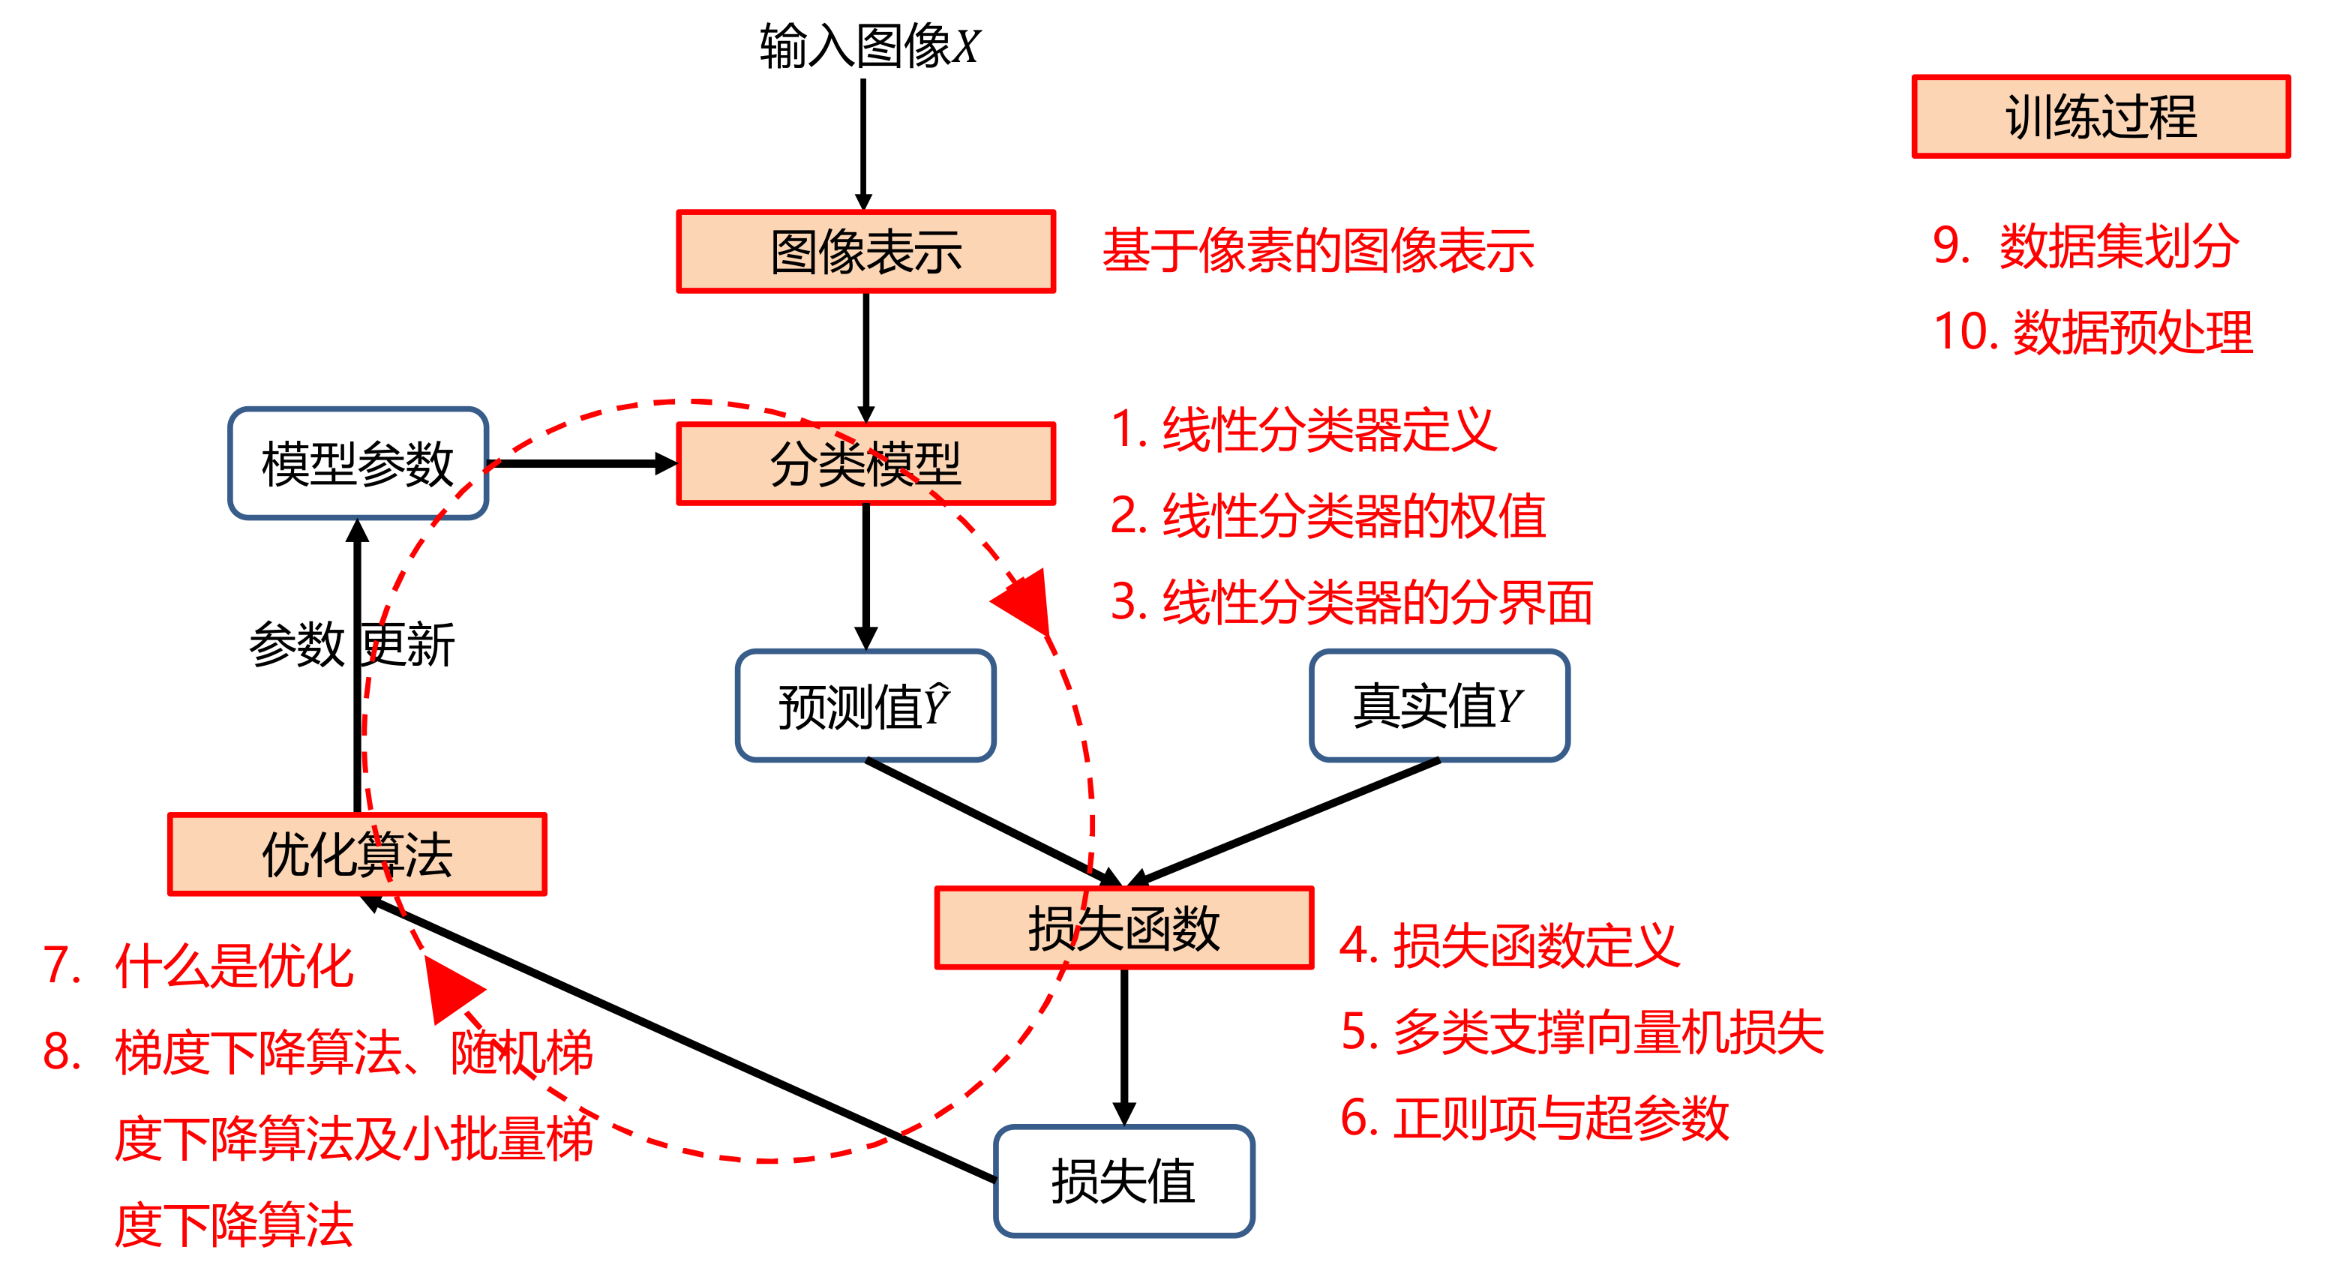 输入图像X
训练过程
图像表示
基于像素的图像表示
9. 数据集划分
10. 数据预处理
模型参数
分类模型
1. 线性分类器定义
2. 线性分类器的权值
3. 线性分类器的分界面
参数 更新
预测值Ŷ
真实值Y
优化算法
损失函数
4. 损失函数定义
5. 多类支撑向量机损失
6. 正则项与超参数
7. 什么是优化
8. 梯度下降算法、随机梯
度下降算法及小批量梯
度下降算法
损失值